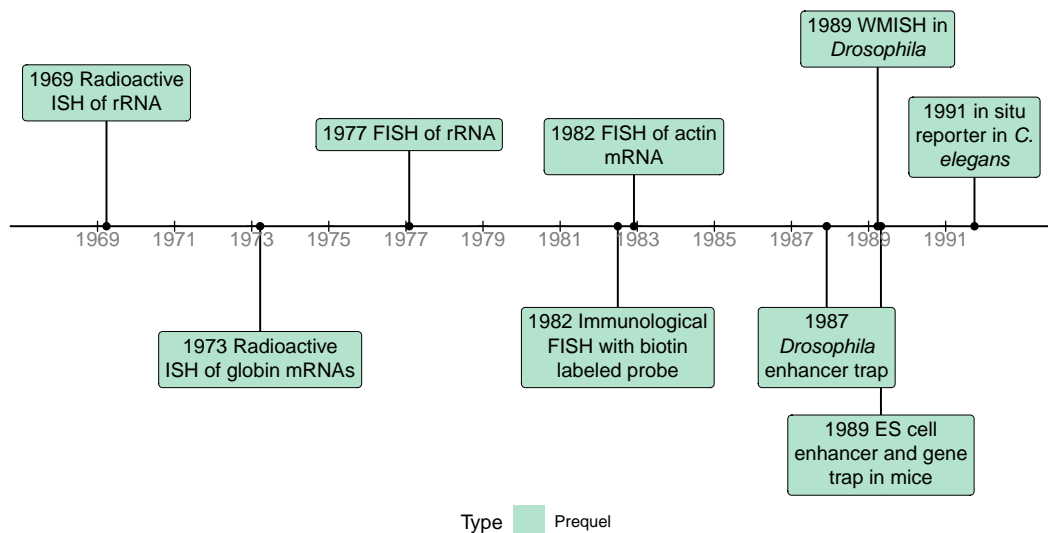 1989 WMISH in
Drosophila
1969 Radioactive
ISH of rRNA
1977 FISH of rRNA
1982 FISH of actin
mRNA
1991 in situ
reporter in C.
elegans
1969 1971 1973 1975 1977 1979 1981 1983 1985 1987 1989 1991
1973 Radioactive
ISH of globin mRNAs
1982 Immunological
FISH with biotin
labeled probe
1987
Drosophila
enhancer trap
1989 ES cell
enhancer and gene
trap in mice
Type Prequel